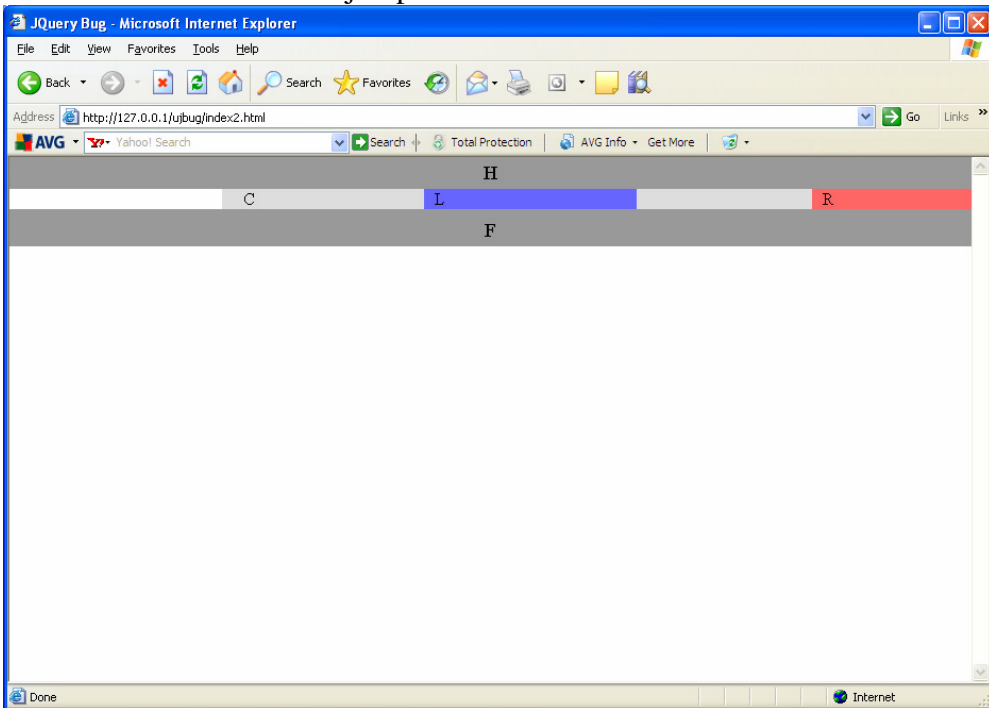 JQuery Bug - Microsoft Internet Explorer
File Edit View Favorites Tools Help
Back Search Favorites
Address http://127.0.0.1/ujbug/index2.html Go Links »
AVG Y! Yahoo! Search Search Total Protection AVG Info Get More
H
C L R
F
Done Internet